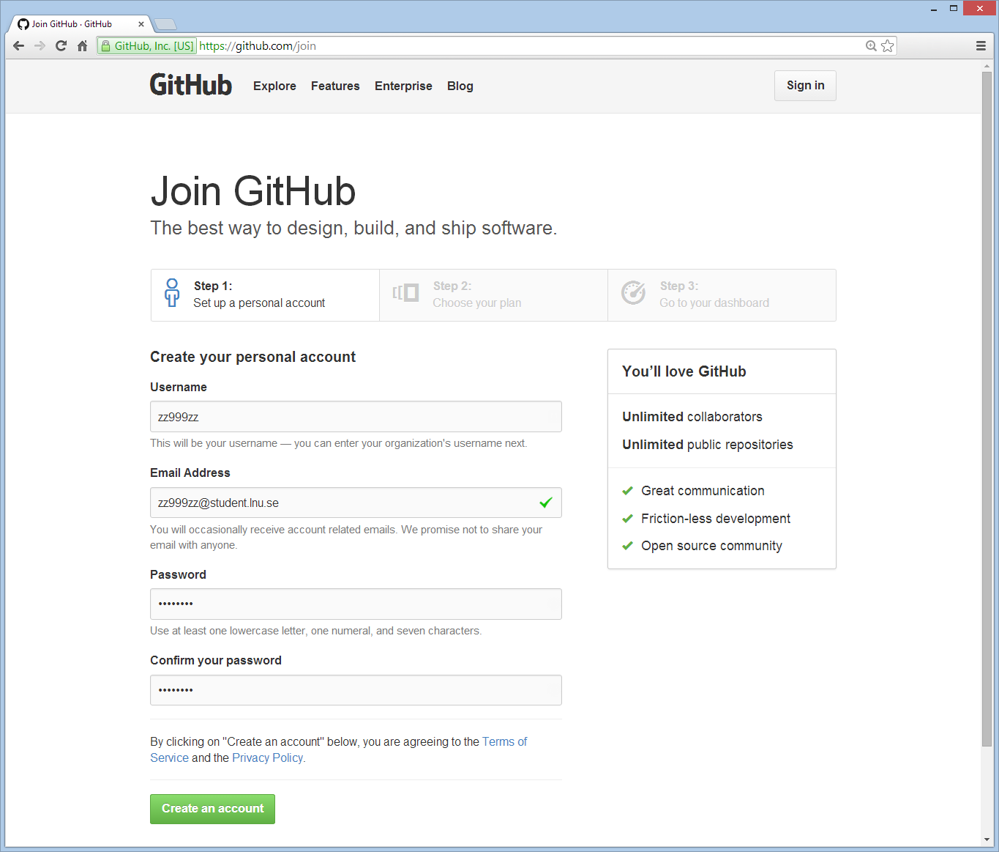 Join GitHub · GitHub
GitHub, Inc. [US] https://github.com/join
GitHub Explore Features Enterprise Blog Sign in
Join GitHub
The best way to design, build, and ship software.
Step 1:
Set up a personal account
Step 2:
Choose your plan
Step 3:
Go to your dashboard
Create your personal account
Username
zz999zz
This will be your username — you can enter your organization's username next.
Email Address
zz999zz@student.lnu.se
You will occasionally receive account related emails. We promise not to share your
email with anyone.
Password
••••••••
Use at least one lowercase letter, one numeral, and seven characters.
Confirm your password
••••••••
By clicking on "Create an account" below, you are agreeing to the Terms of
Service and the Privacy Policy.
Create an account
You’ll love GitHub
Unlimited collaborators
Unlimited public repositories
Great communication
Friction-less development
Open source community